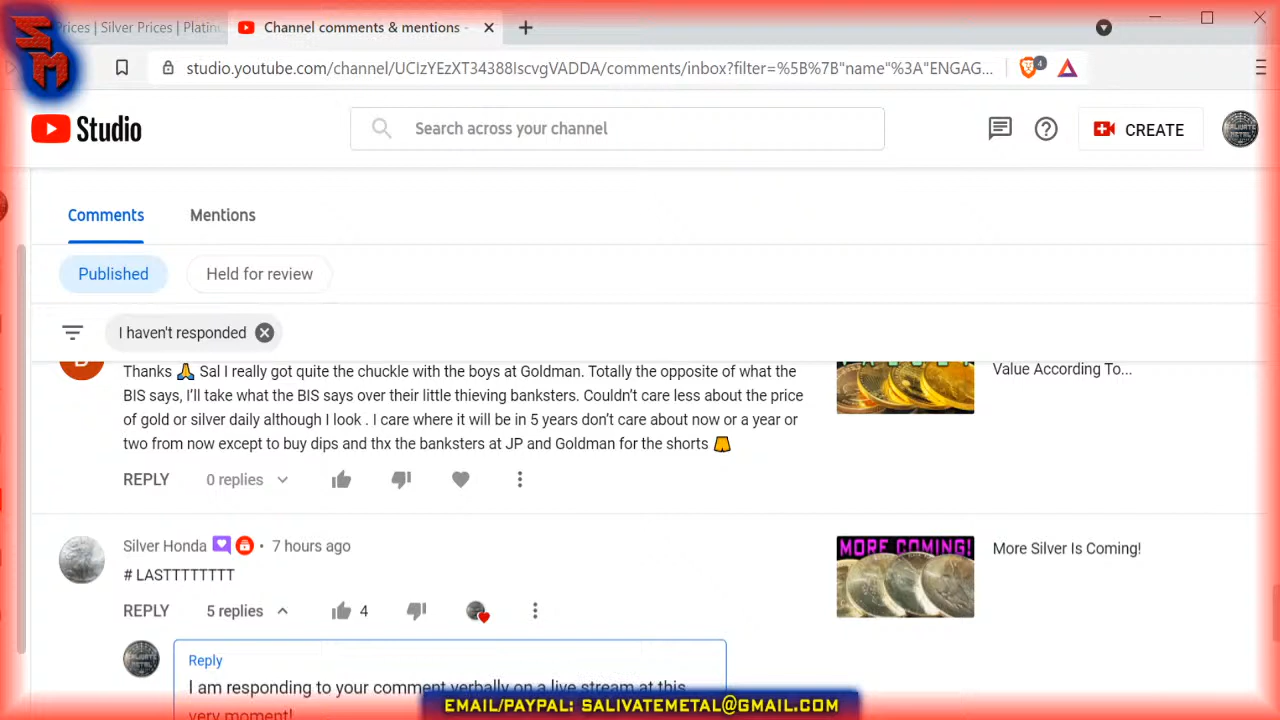 SM
Prices | Silver Prices | Platinu
Channel comments & mentions -
studio.youtube.com/channel/UCIzYEzXT34388IscvgVADDA/comments/inbox?filter=%5B%7B"name"%3A"ENGAG...
4
Studio
Search across your channel
CREATE
Comments
Mentions
Published
Held for review
I haven't responded
Thanks 🙏 Sal I really got quite the chuckle with the boys at Goldman. Totally the opposite of what the
BIS says, I'll take what the BIS says over their little thieving banksters. Couldn't care less about the price
of gold or silver daily although I look . I care where it will be in 5 years don't care about now or a year or
two from now except to buy dips and thx the banksters at JP and Goldman for the shorts 🩳
Value According To...
REPLY
0 replies
Silver Honda • 7 hours ago
# LASTTTTTTTT
REPLY
5 replies
4
MORE COMING!
More Silver Is Coming!
Reply
I am responding to your comment verbally on a live stream at this
very moment!
EMAIL/PAYPAL: SALIVATEMETAL@GMAIL.COM